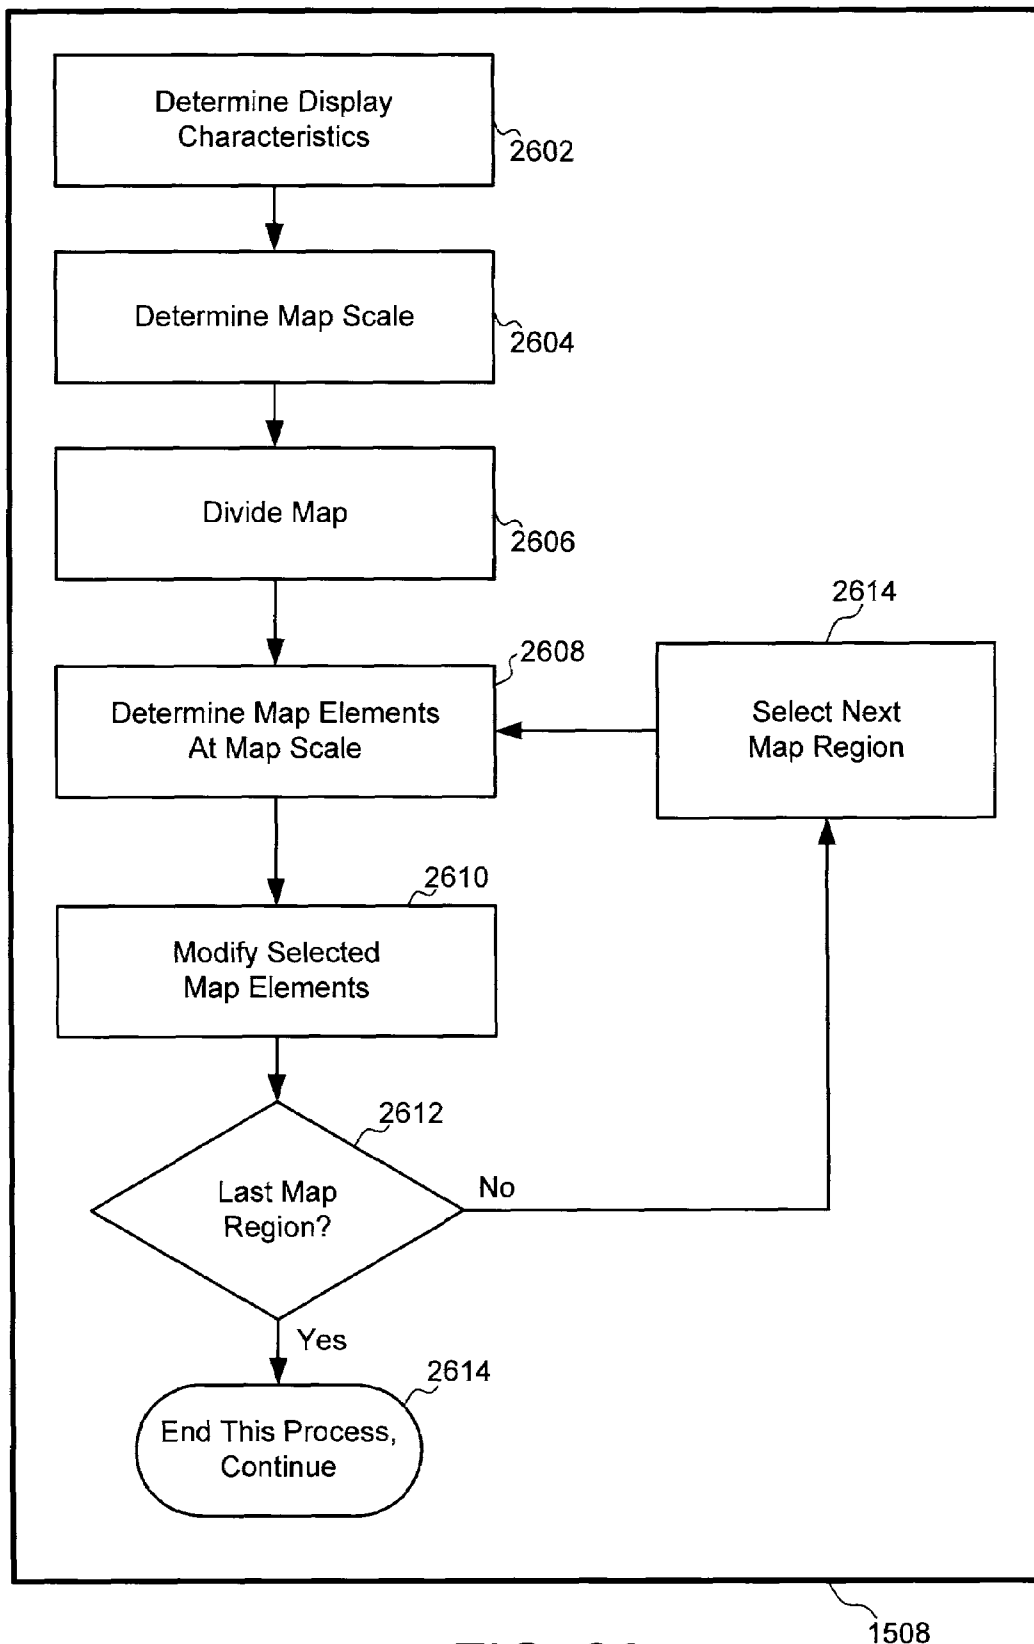 Determine Display
Characteristics
2602
Determine Map Scale
2604
Divide Map
2606
2608
Determine Map Elements
At Map Scale
2614
Select Next
Map Region
2610
Modify Selected
Map Elements
2612
Last Map
Region?
No
Yes
2614
End This Process,
Continue
1508